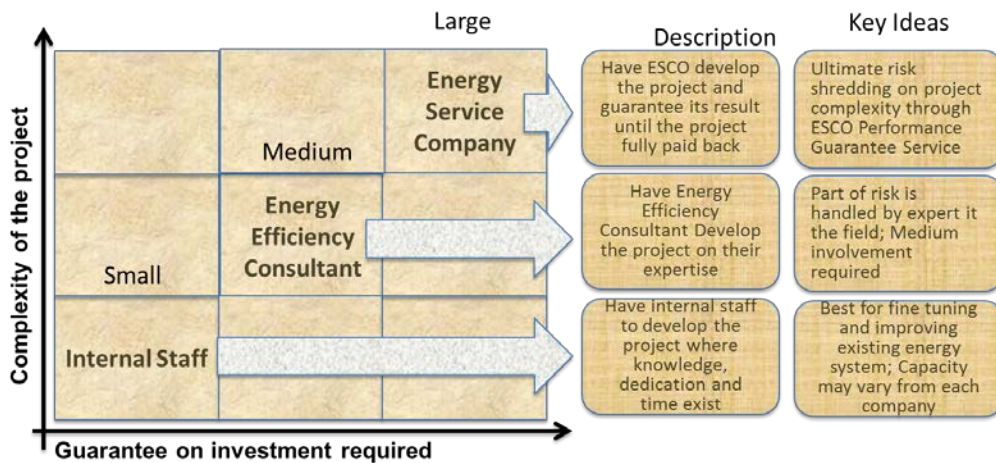 Large
Description
Key Ideas
Complexity of the project
Energy
Service
Company
Have ESCO develop
the project and
guarantee its result
until the project
fully paid back
Ultimate risk
shredding on project
complexity through
ESCO Performance
Guarantee Service
Medium
Energy
Efficiency
Consultant
Have Energy
Efficiency
Consultant Develop
the project on their
expertise
Part of risk is
handled by expert it
the field; Medium
involvement
required
Small
Internal Staff
Have internal staff
to develop the
project where
knowledge,
dedication and
time exist
Best for fine tuning
and improving
existing energy
system; Capacity
may vary from each
company
Guarantee on investment required